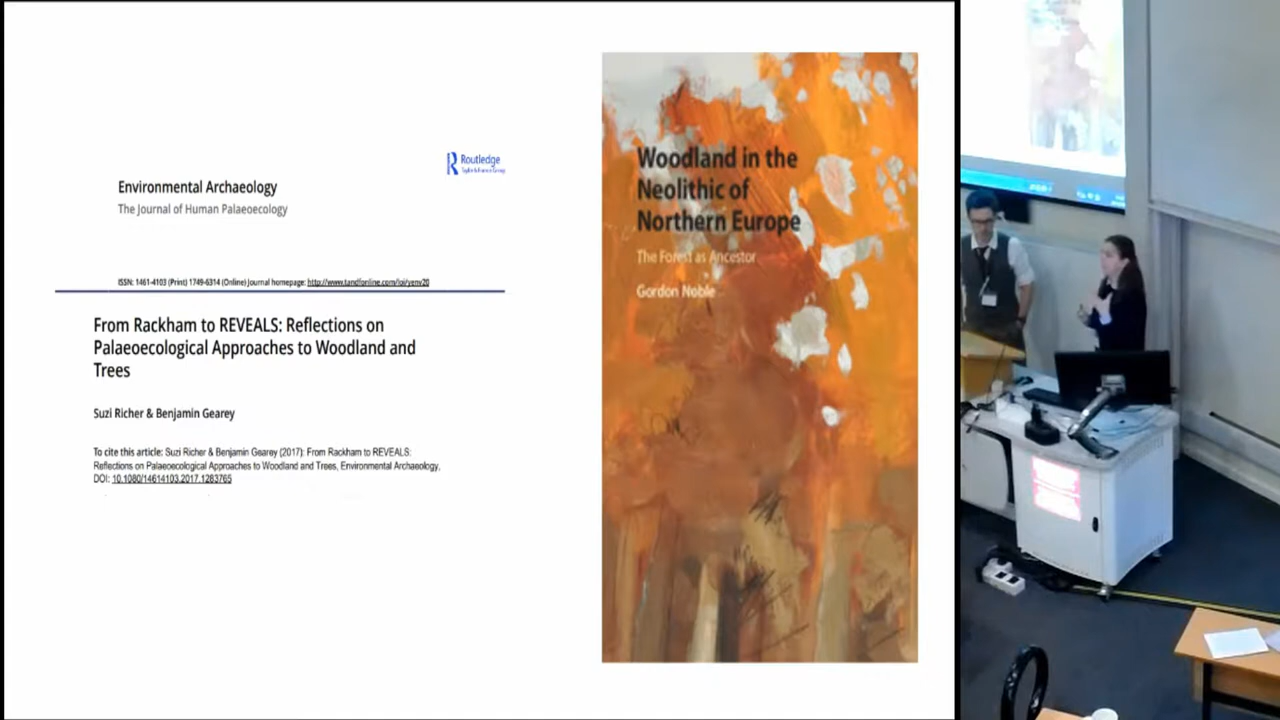 Routledge
Taylor & Francis Group
Environmental Archaeology
The Journal of Human Palaeoecology
ISSN: 1461-4103 (Print) 1749-6314 (Online) Journal homepage: http://www.tandfonline.com/loi/yenv20
From Rackham to REVEALS: Reflections on
Palaeoecological Approaches to Woodland and
Trees
Suzi Richer & Benjamin Gearey
To cite this article: Suzi Richer & Benjamin Gearey (2017): From Rackham to REVEALS:
Reflections on Palaeoecological Approaches to Woodland and Trees, Environmental Archaeology,
DOI: 10.1080/14614103.2017.1283765
Woodland in the
Neolithic of
Northern Europe
The Forest as Ancestor
Gordon Noble